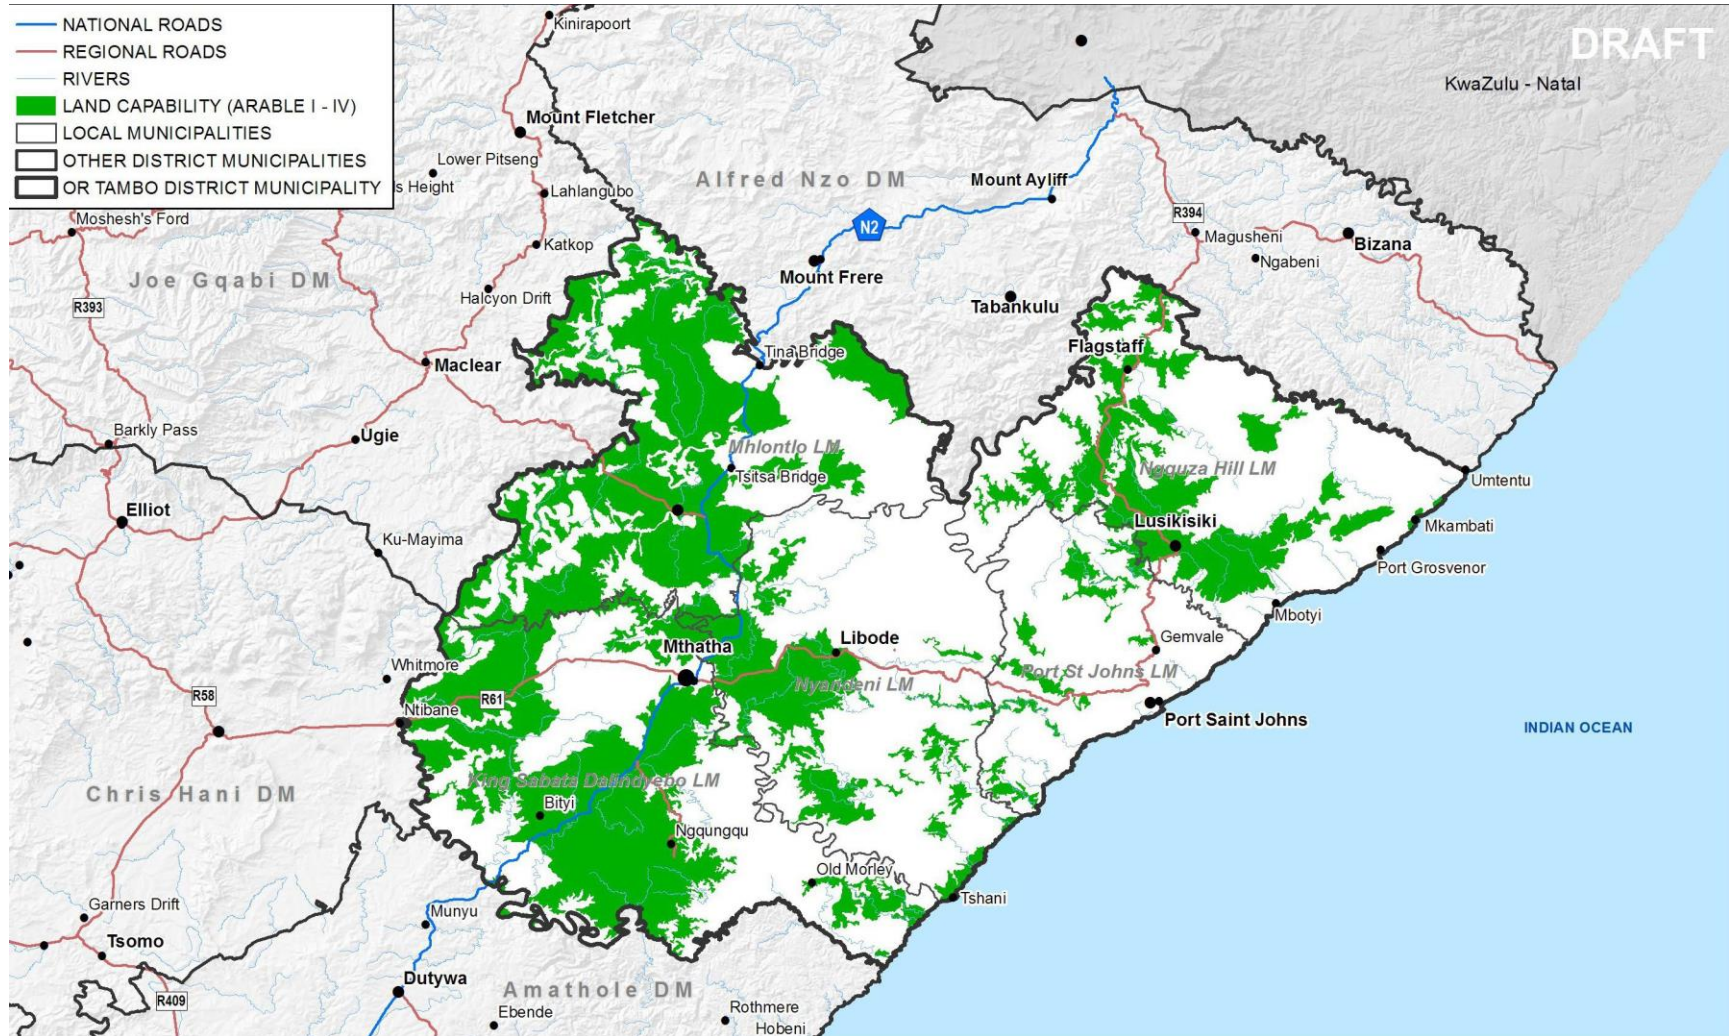 NATIONAL ROADS
REGIONAL ROADS
RIVERS
LAND CAPABILITY (ARABLE I - IV)
LOCAL MUNICIPALITIES
OTHER DISTRICT MUNICIPALITIES
OR TAMBO DISTRICT MUNICIPALITY
DRAFT
Kinirapoort
KwaZulu - Natal
Mount Fletcher
Lower Pitseng
Height
Lahlangubo
Alfred Nzo DM
Mount Ayliff
Moshesh's Ford
R394
N2
Magusheni
Bizana
Katkop
Ngabeni
Mount Frere
Joe Gqabi DM
Halcyon Drift
R393
Tabankulu
Flagstaff
Tina Bridge
Maclear
Barkly Pass
Ugie
Mhlontlo LM
Tsitsa Bridge
Ngquza Hill LM
Umtentu
Elliot
Lusikisiki
Mkambati
Ku-Mayima
Port Grosvenor
Mbotyi
Libode
Gemvale
Mthatha
Whitmore
Port St Johns LM
Nyandeni LM
R58
R61
Ntibane
Port Saint Johns
INDIAN OCEAN
King Sabata Dalindyebo LM
Chris Hani DM
Bityi
Ngqungqu
Old Morley
Tshani
Garners Drift
Munyu
Tsomo
Dutywa
Amathole DM
R409
Ebende
Rothmere
Hobeni